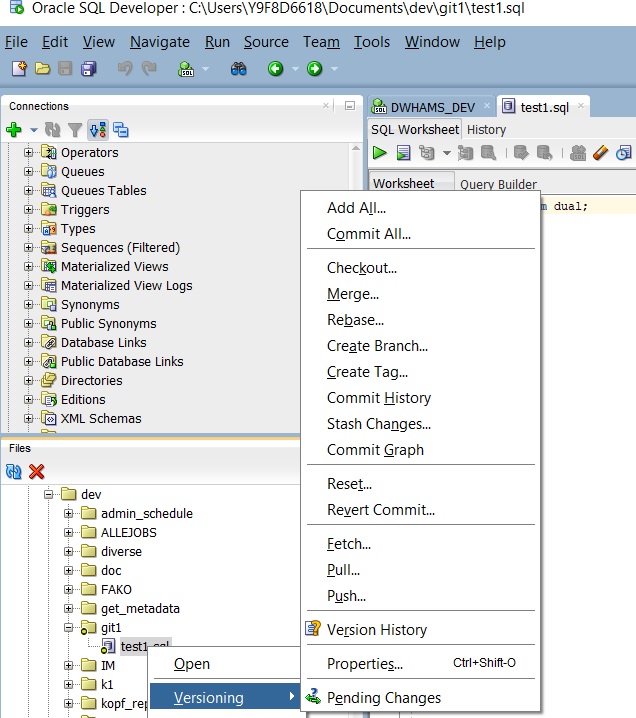 Oracle SQL Developer : C:\Users\Y9F8D6618\Documents\dev\git1\test1.sql
File Edit View Navigate Run Source Team Tools Window Help
Connections
DWHAMS_DEV test1.sql
SQL Worksheet History
Worksheet Query Builder
dual;
Operators
Queues
Queues Tables
Triggers
Types
Sequences (Filtered)
Materialized Views
Materialized View Logs
Synonyms
Public Synonyms
Database Links
Public Database Links
Directories
Editions
XML Schemas
Files
dev
admin_schedule
ALLEJOBS
diverse
doc
FAKO
get_metadata
git1
test1.sql
IM
k1
kopf_rep
Open
Versioning
Add All...
Commit All...
Checkout...
Merge...
Rebase...
Create Branch...
Create Tag...
Commit History
Stash Changes...
Commit Graph
Reset...
Revert Commit...
Fetch...
Pull...
Push...
Version History
Properties... Ctrl+Shift-O
Pending Changes